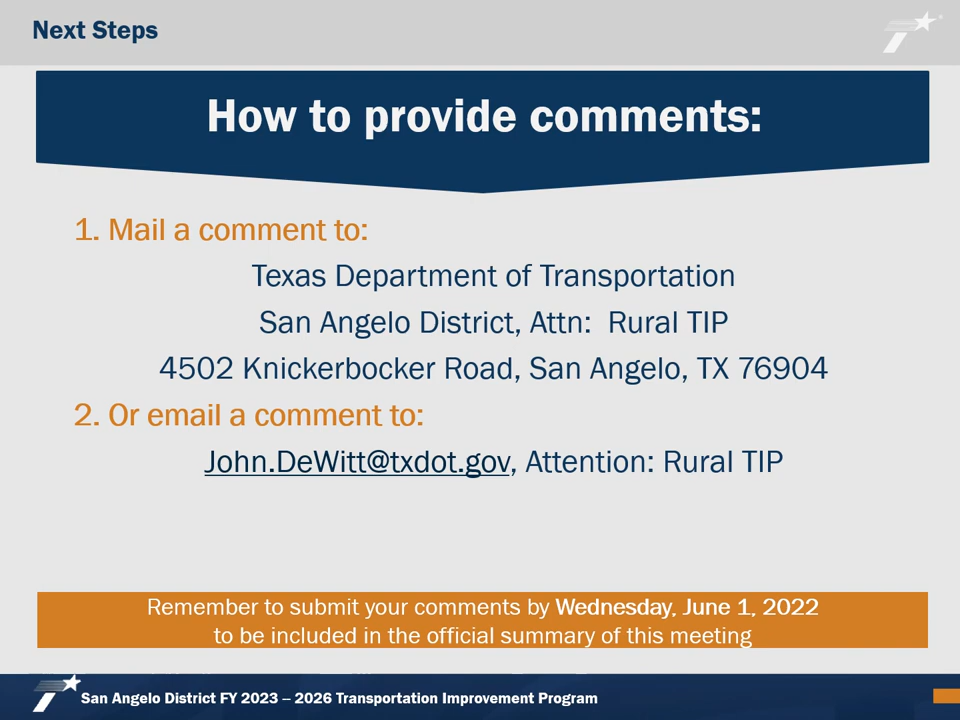 Next Steps
How to provide comments:
1. Mail a comment to:
Texas Department of Transportation
San Angelo District, Attn:  Rural TIP
4502 Knickerbocker Road, San Angelo, TX 76904
2. Or email a comment to:
John.DeWitt@txdot.gov, Attention: Rural TIP
Remember to submit your comments by Wednesday, June 1, 2022
to be included in the official summary of this meeting
San Angelo District FY 2023 – 2026 Transportation Improvement Program